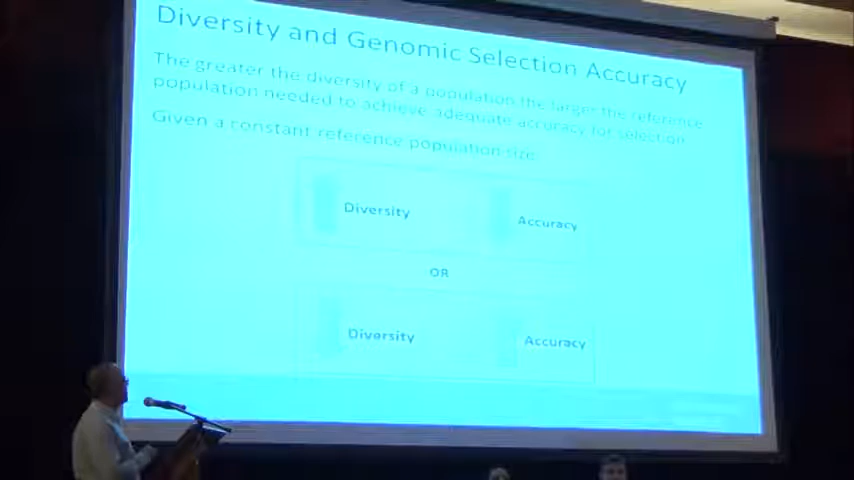 Diversity and Genomic Selection Accuracy
The greater the diversity of a population the larger the reference
population needed to achieve adequate accuracy for selection
Given a constant reference population size:
Diversity
Accuracy
OR
Diversity
Accuracy